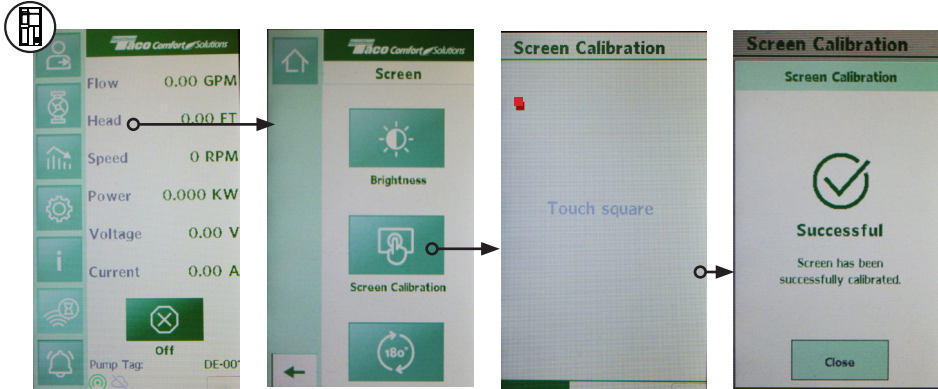 Taco Comfort Solutions
Flow 0.00 GPM
Head 0.00 FT
Speed 0 RPM
Power 0.000 KW
Voltage 0.00 V
Current 0.00 A
Off
Pump Tag: DE-001
Taco Comfort Solutions
Screen
Brightness
Screen Calibration
180°
Screen Calibration
Touch square
Screen Calibration
Screen Calibration
Successful
Screen has been
successfully calibrated.
Close